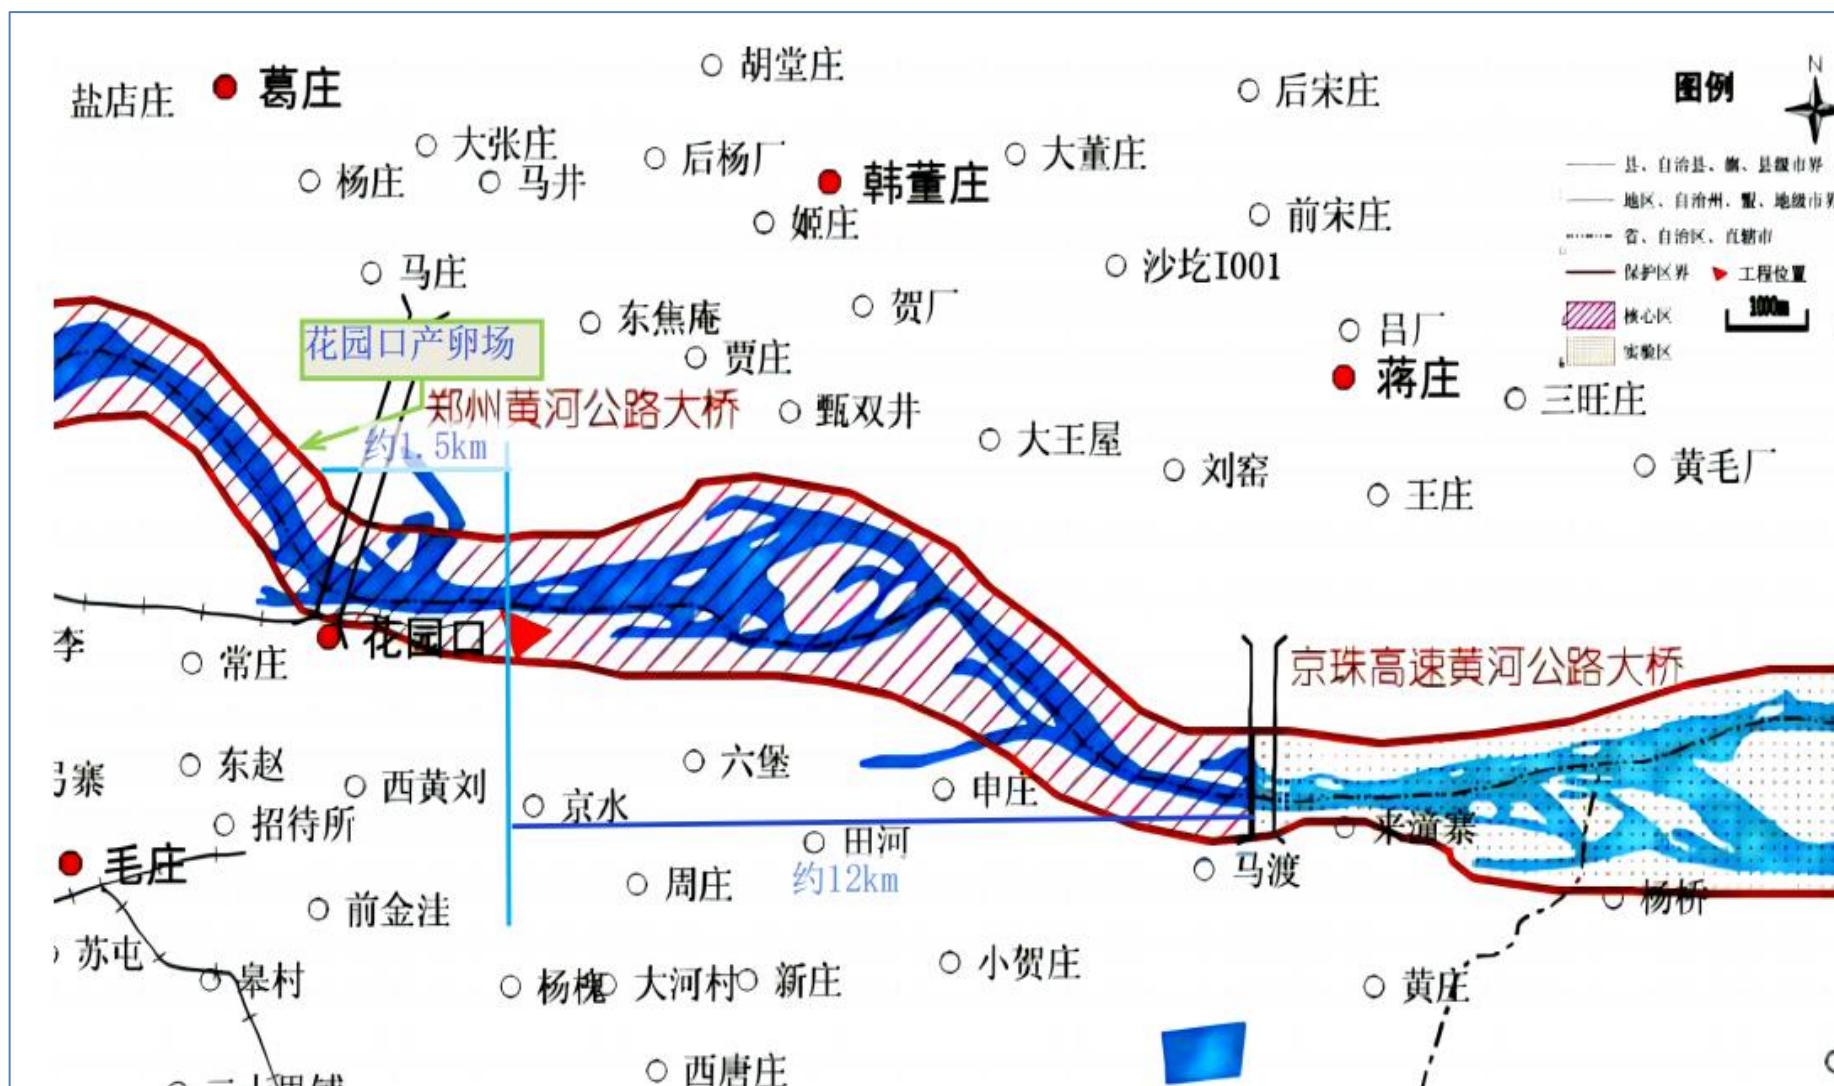 胡堂庄
后宋庄
图例
N
盐店庄
葛庄
大张庄
后杨厂
大董庄
杨庄
马井
韩董庄
县、自治县、旗、县级市界
姬庄
前宋庄
地区、自治州、盟、地级市界
省、自治区、直辖市
马庄
沙圪I001
保护区界
工程位置
东焦庵
贺厂
吕厂
核心区
1000m
花园口产卵场
贾庄
实验区
郑州黄河公路大桥
甄双井
蒋庄
三旺庄
约1.5km
大王屋
刘窑
王庄
黄毛厂
李
常庄
花园口
京珠高速黄河公路大桥
马寨
东赵
西黄刘
六堡
京水
申庄
招待所
田河
来潼寨
毛庄
周庄
约12km
马渡
前金洼
杨桥
苏屯
皋村
杨槐
大河村
新庄
小贺庄
黄庄
西唐庄